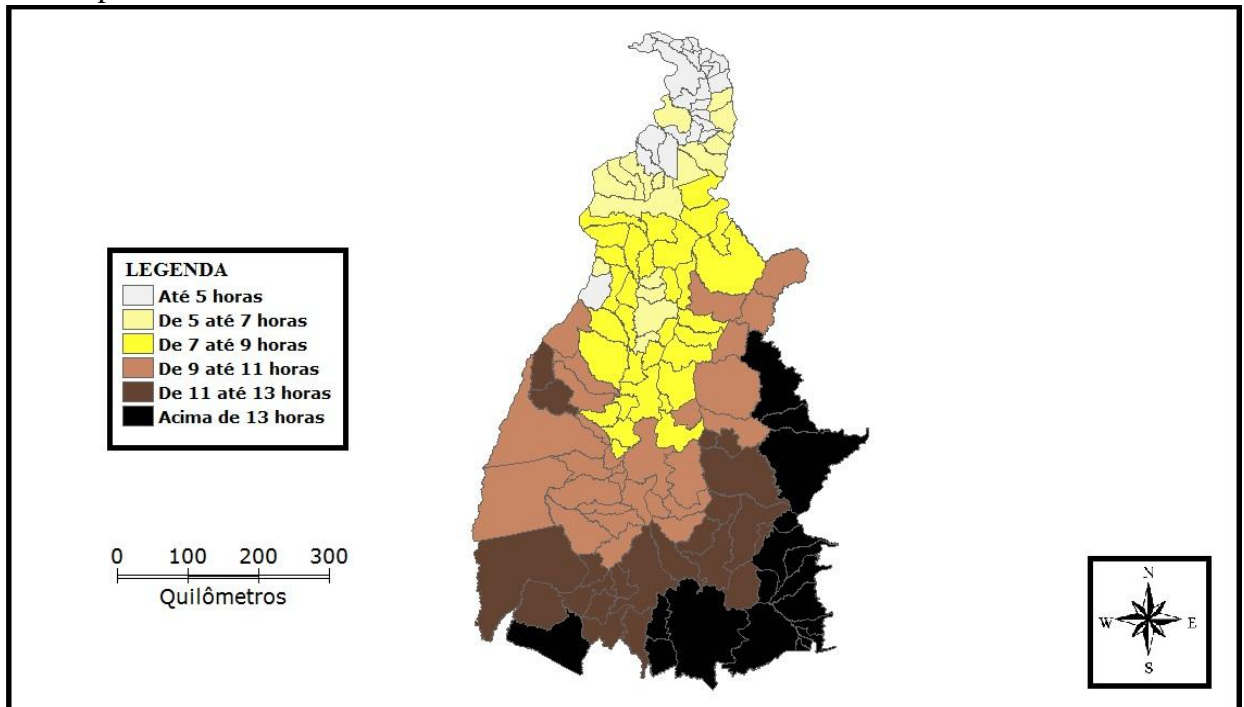 LEGENDA
Até 5 horas
De 5 até 7 horas
De 7 até 9 horas
De 9 até 11 horas
De 11 até 13 horas
Acima de 13 horas
0 100 200 300
Quilômetros
N
W E
S